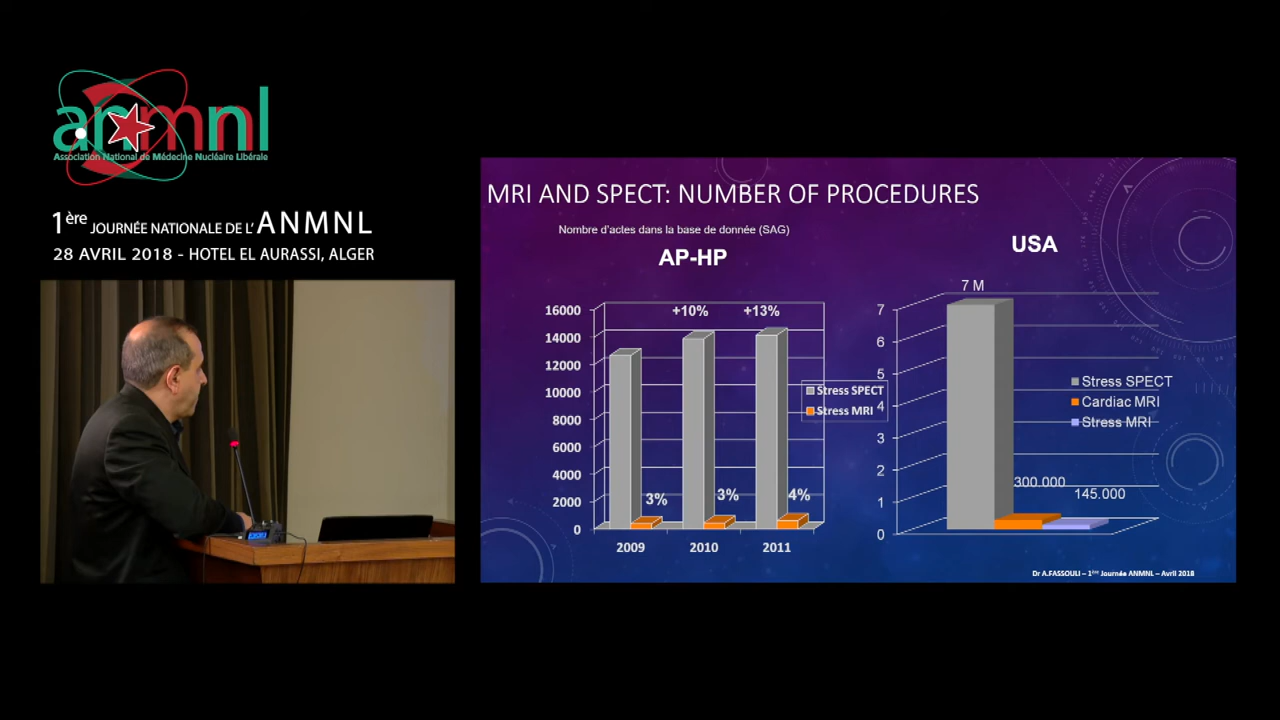 anmnl
Association National de Médecine Nucléaire Libérale
1ère JOURNÉE NATIONALE DE L' ANMNL
28 AVRIL 2018 - HOTEL EL AURASSI, ALGER
MRI AND SPECT: NUMBER OF PROCEDURES
Nombre d'actes dans la base de donnée (SAG)
AP-HP
16000
14000
12000
10000
8000
6000
4000
2000
0
+10%
+13%
3%
3%
4%
2009
2010
2011
Stress SPECT
Stress MRI
USA
7 M
7
6
5
4
3
2
1
0
300.000
145.000
Stress SPECT
Cardiac MRI
Stress MRI
Dr A.FASSOULI – 1ère Journée ANMNL – Avril 2018